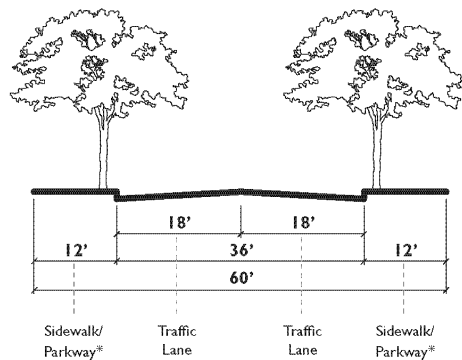 18' 18'
12' 36' 12'
60'
Sidewalk/ Traffic Traffic Sidewalk/
Parkway* Lane Lane Parkway*